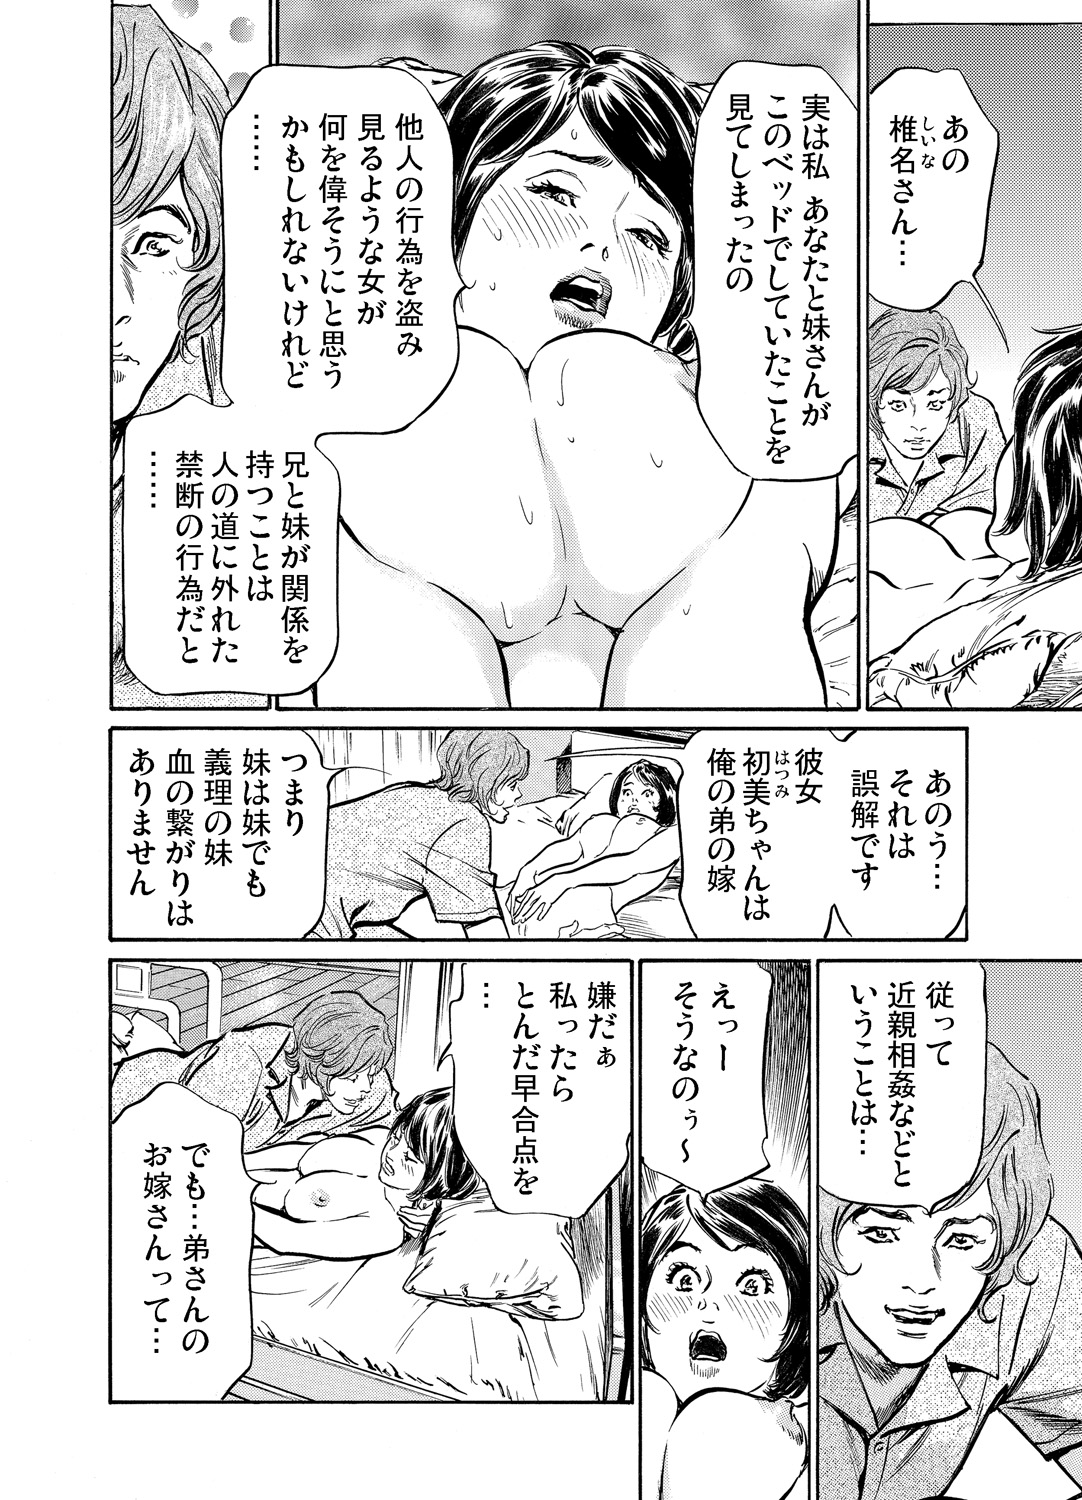 あの
椎名さん…
しいな
実は私 あなたと妹さんが
このベッドでしていたことを
見てしまったの
他人の行為を盗み
見るような女が
何を偉そうにと思う
かもしれないけれど
……
兄と妹が関係を
持つことは
人の道に外れた
禁断の行為だと
……
あのう…
それは
誤解です
彼女
初美ちゃんは
はつみ
俺の弟の嫁
つまり
妹は妹でも
義理の妹
血の繋がりは
ありません
従って
近親相姦などと
いうことは…
えっー
そうなのぅ～
嫌だぁ
私ったら
とんだ早合点を
…
でも…弟さんの
お嫁さんって…